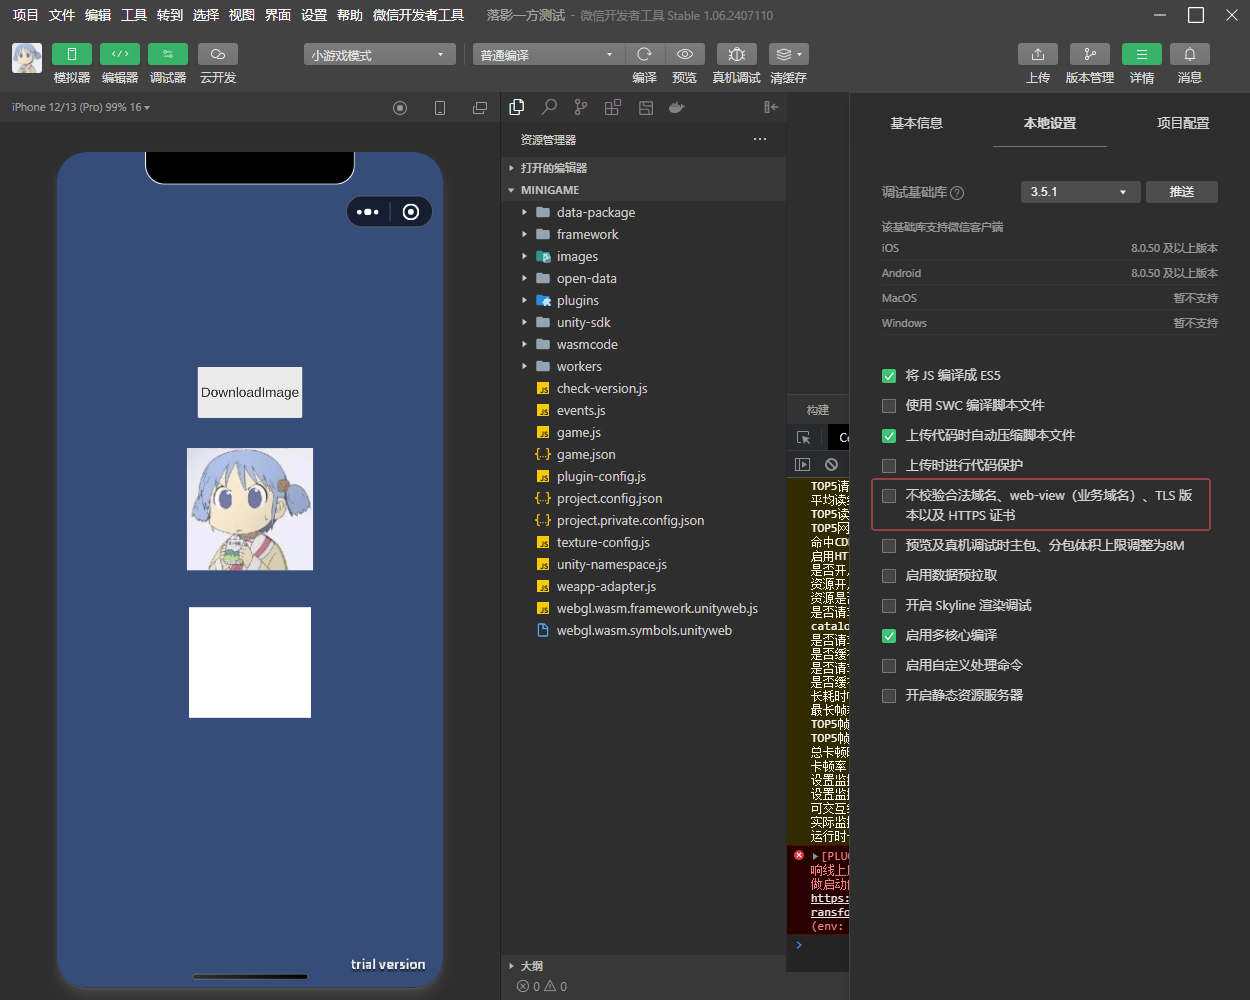 项目 文件 编辑 工具 转到 选择 视图 界面 设置 帮助 微信开发者工具 落影一方测试 - 微信开发者工具 Stable 1.06.2407110
小游戏模式 普通编译
模拟器 编辑器 调试器 云开发 编译 预览 真机调试 清缓存 上传 版本管理 详情 消息
iPhone 12/13 (Pro) 99% 16
DownloadImage
trial version
资源管理器
打开的编辑器
MINIGAME
data-package
framework
images
open-data
plugins
unity-sdk
wasmcode
workers
check-version.js
events.js
game.js
game.json
plugin-config.js
project.config.json
project.private.config.json
texture-config.js
unity-namespace.js
weapp-adapter.js
webgl.wasm.framework.unityweb.js
webgl.wasm.symbols.unityweb
大纲
0 0
构建
Co
TOP5请
平均读
TOP5读
TOP5网
命中CD
启用HT
是否开
资源开
资源是
是否请
catalo
是否请
是否缓
是否请
是否缓
长耗时
最长帧
TOP5帧
TOP5帧
总卡顿
卡顿率
设置监
设置监
可交互
实际监
运行时
[PLU
响线上
做启动
https:
ransfo
(env:
基本信息 本地设置 项目配置
调试基础库 3.5.1 推送
该基础库支持微信客户端
iOS 8.0.50 及以上版本
Android 8.0.50 及以上版本
MacOS 暂不支持
Windows 暂不支持
将 JS 编译成 ES5
使用 SWC 编译脚本文件
上传代码时自动压缩脚本文件
上传时进行代码保护
不校验合法域名、web-view（业务域名）、TLS 版
本以及 HTTPS 证书
预览及真机调试时主包、分包体积上限调整为8M
启用数据预拉取
开启 Skyline 渲染调试
启用多核心编译
启用自定义处理命令
开启静态资源服务器